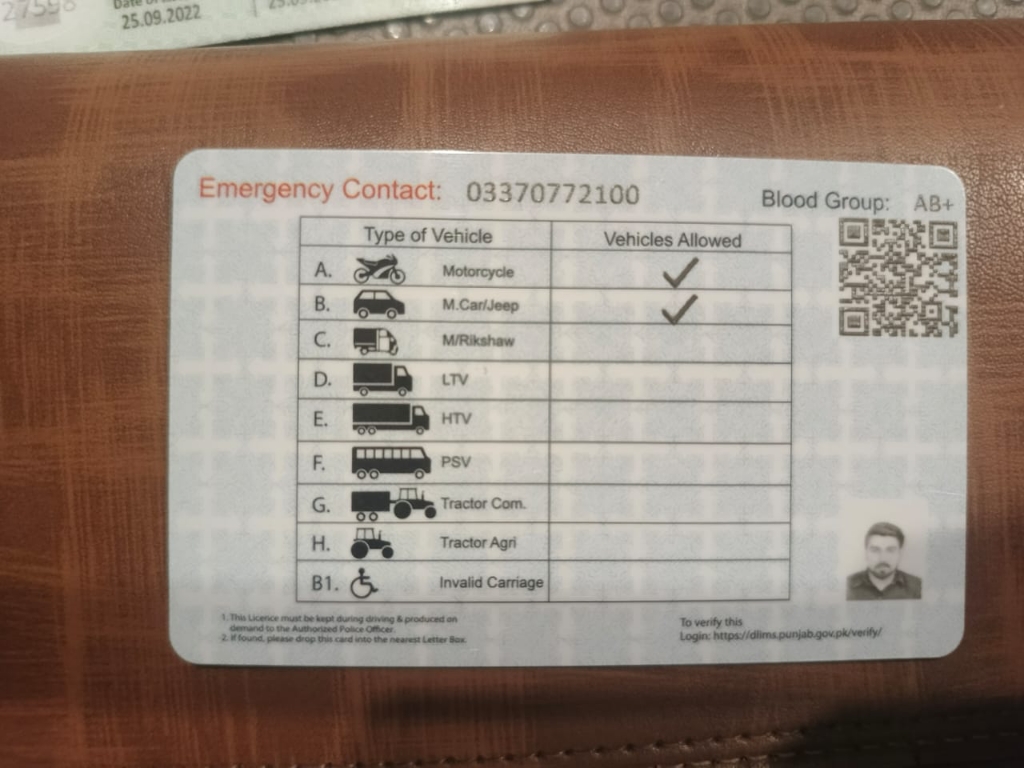 25.09.2022
Emergency Contact: 03370772100
Blood Group: AB+
Type of Vehicle Vehicles Allowed
A. Motorcycle
B. M.Car/Jeep
C. M/Rikshaw
D. LTV
E. HTV
F. PSV
G. Tractor Com.
H. Tractor Agri
B1. Invalid Carriage
1. This Licence must be kept during driving & produced on
demand to the Authorized Police Officer.
2. If found, please drop this card into the nearest Letter Box.
To verify this
Login: https://dlims.punjab.gov.pk/verify/